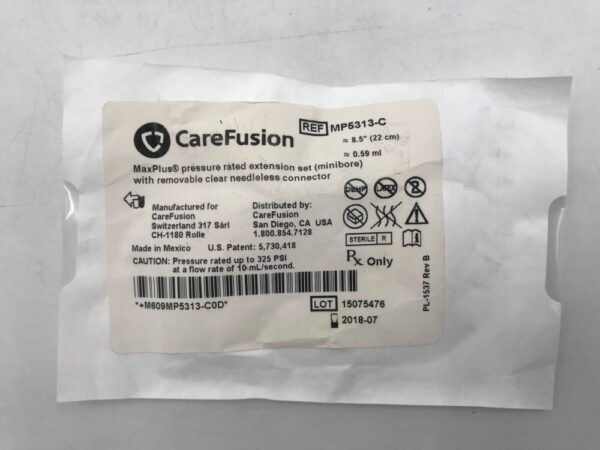 CareFusion
REF MP5313-C
≈ 8.5" (22 cm)
≈ 0.59 ml
MaxPlus® pressure rated extension set (minibore)
with removable clear needleless connector
DEHP LATEX 2
Manufactured for
CareFusion
Switzerland 317 Sàrl
CH-1180 Rolle
Distributed by:
CareFusion
San Diego, CA USA
1.800.854.7128
STERILE R
Made in Mexico U.S. Patent: 5,730,418
Rx Only
CAUTION: Pressure rated up to 325 PSI
at a flow rate of 10 mL/second.
*+M609MP5313-C0D*
LOT 15075476
2018-07
PL-1537 Rev B